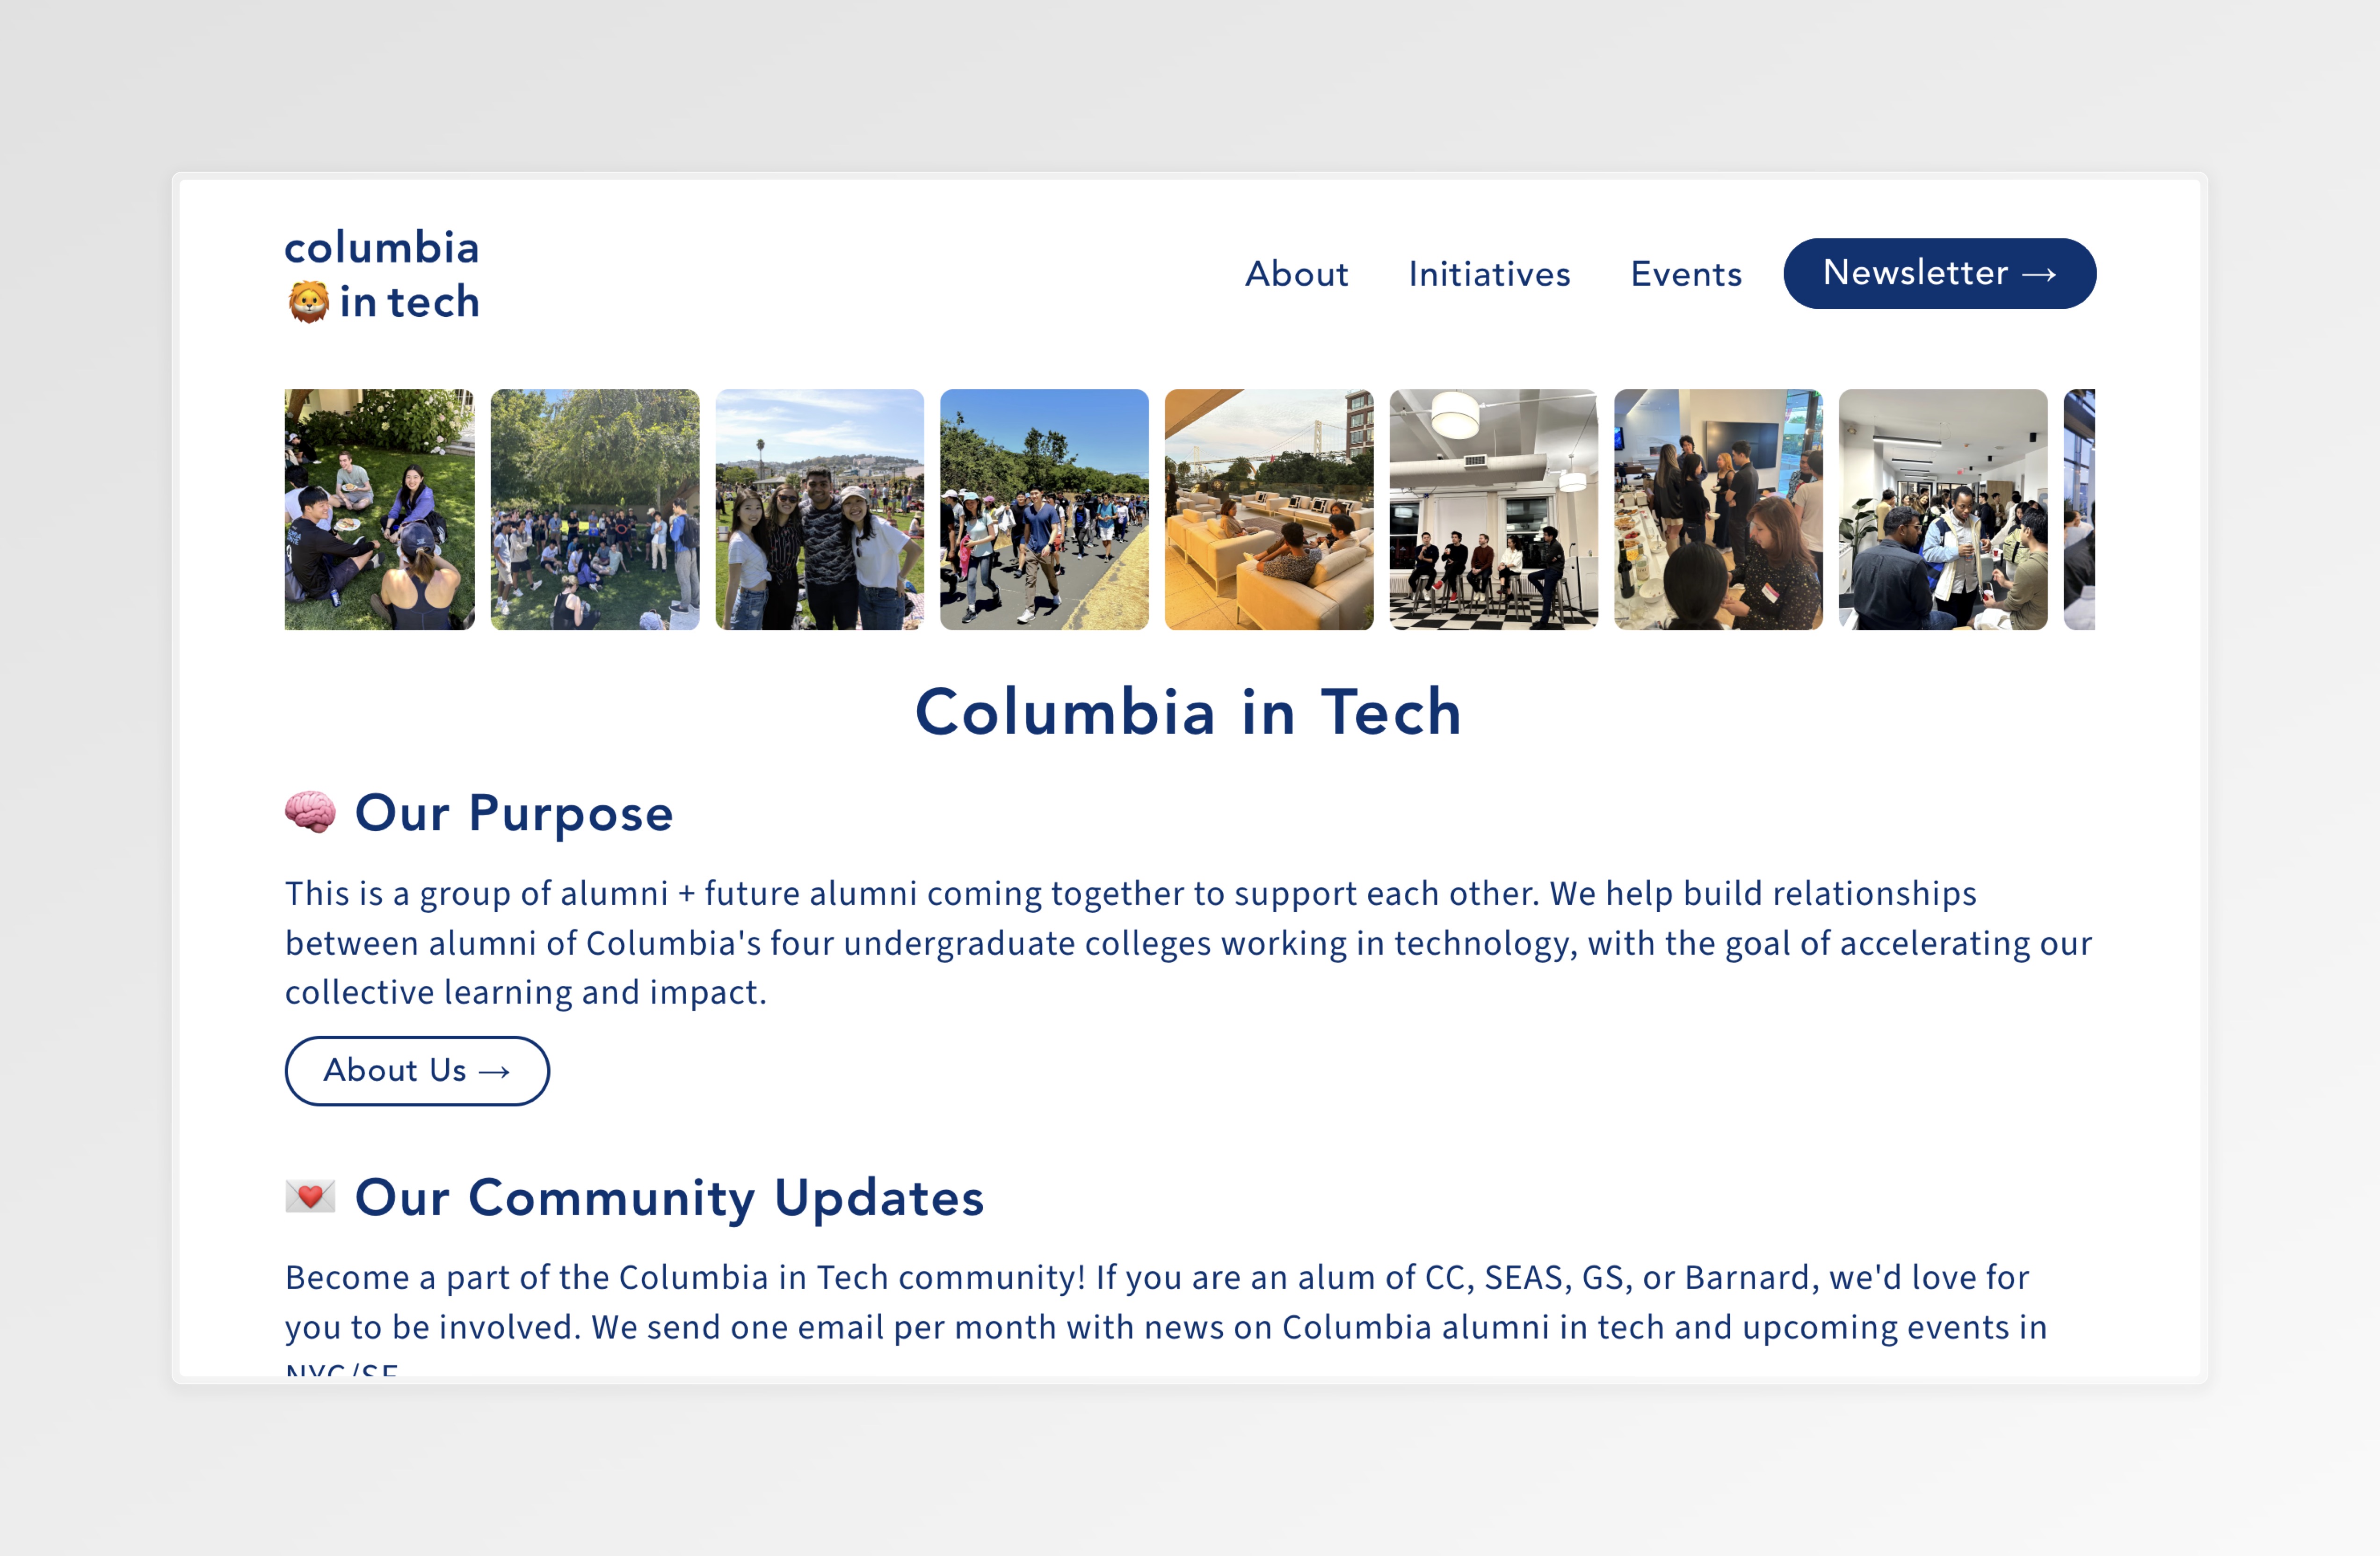 columbia
in tech
About Initiatives Events Newsletter →
Columbia in Tech
Our Purpose
This is a group of alumni + future alumni coming together to support each other. We help build relationships
between alumni of Columbia's four undergraduate colleges working in technology, with the goal of accelerating our
collective learning and impact.
About Us →
Our Community Updates
Become a part of the Columbia in Tech community! If you are an alum of CC, SEAS, GS, or Barnard, we'd love for
you to be involved. We send one email per month with news on Columbia alumni in tech and upcoming events in
NYC/SF